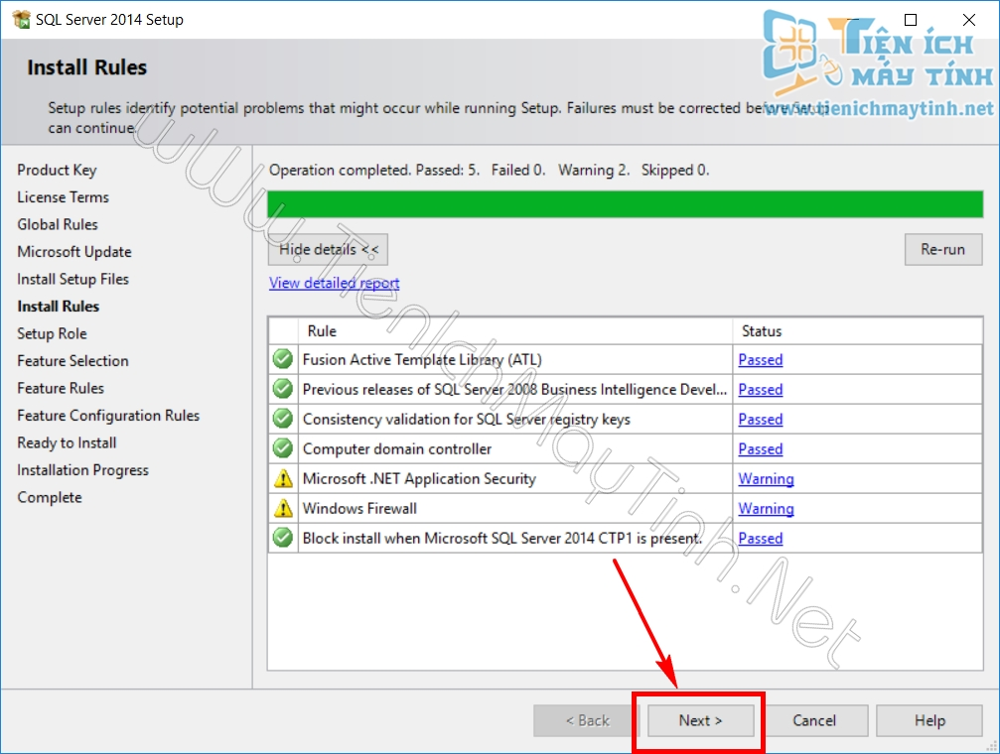 SQL Server 2014 Setup
TIỆN ÍCH
MÁY TÍNH
www.tienichmaytinh.net
Install Rules
Setup rules identify potential problems that might occur while running Setup. Failures must be corrected before Setup
can continue.
Product Key
License Terms
Global Rules
Microsoft Update
Install Setup Files
Install Rules
Setup Role
Feature Selection
Feature Rules
Feature Configuration Rules
Ready to Install
Installation Progress
Complete
Operation completed. Passed: 5. Failed 0. Warning 2. Skipped 0.
Hide details <<
Re-run
View detailed report
Rule Status
Fusion Active Template Library (ATL) Passed
Previous releases of SQL Server 2008 Business Intelligence Devel... Passed
Consistency validation for SQL Server registry keys Passed
Computer domain controller Passed
Microsoft .NET Application Security Warning
Windows Firewall Warning
Block install when Microsoft SQL Server 2014 CTP1 is present. Passed
wWw.TienIchMayTinh.Net
< Back Next > Cancel Help